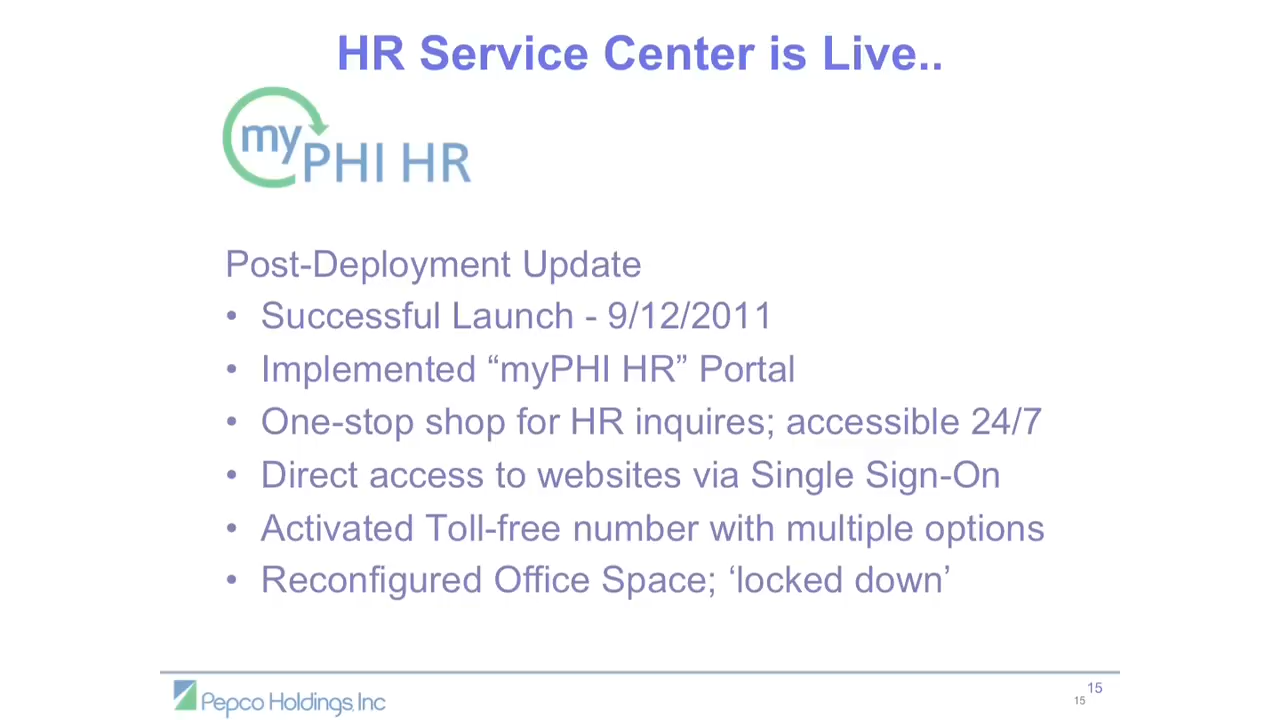 HR Service Center is Live..
my
PHI HR
Post-Deployment Update
• Successful Launch - 9/12/2011
• Implemented “myPHI HR” Portal
• One-stop shop for HR inquires; accessible 24/7
• Direct access to websites via Single Sign-On
• Activated Toll-free number with multiple options
• Reconfigured Office Space; ‘locked down’
Pepco Holdings, Inc
15
15